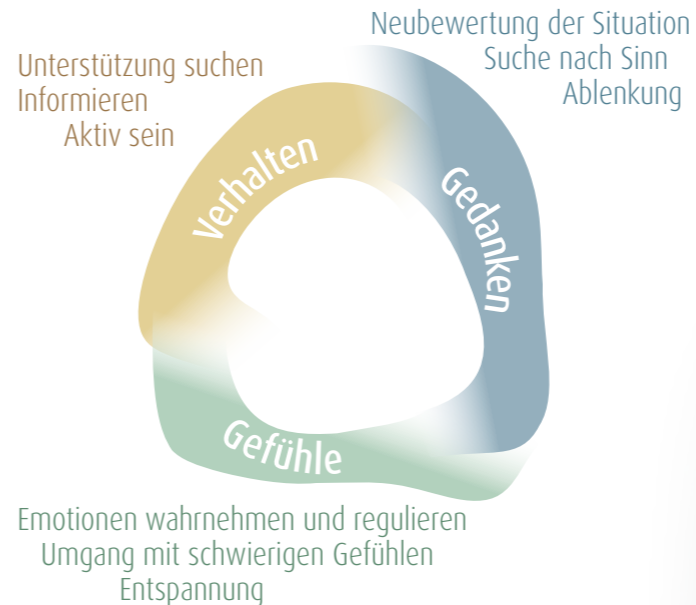 Neubewertung der Situation
Suche nach Sinn
Ablenkung
Unterstützung suchen
Informieren
Aktiv sein
Verhalten
Gedanken
Gefühle
Emotionen wahrnehmen und regulieren
Umgang mit schwierigen Gefühlen
Entspannung